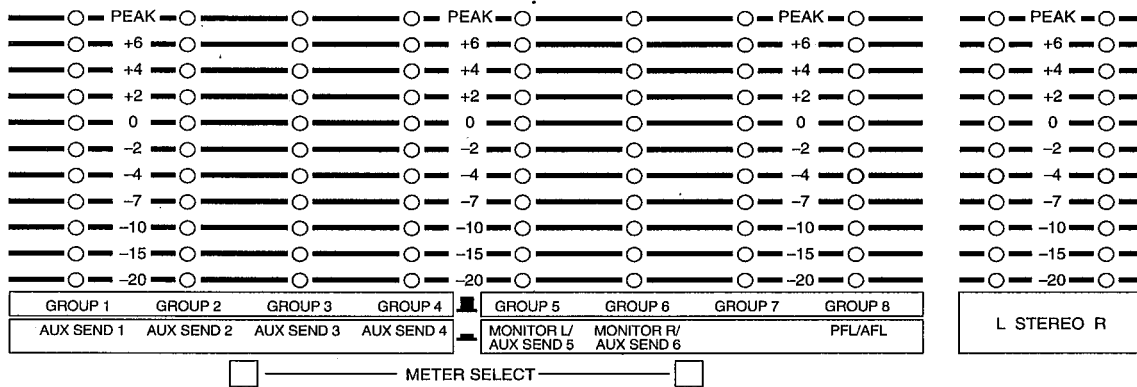 PEAK PEAK PEAK PEAK
+6 +6 +6 +6
+4 +4 +4 +4
+2 +2 +2 +2
0 0 0 0
−2 −2 −2 −2
−4 −4 −4 −4
−7 −7 −7 −7
−10 −10 −10 −10
−15 −15 −15 −15
−20 −20 −20 −20
GROUP 1 GROUP 2 GROUP 3 GROUP 4 GROUP 5 GROUP 6 GROUP 7 GROUP 8
AUX SEND 1 AUX SEND 2 AUX SEND 3 AUX SEND 4 MONITOR L/ MONITOR R/ PFL/AFL
AUX SEND 5 AUX SEND 6
L STEREO R
METER SELECT